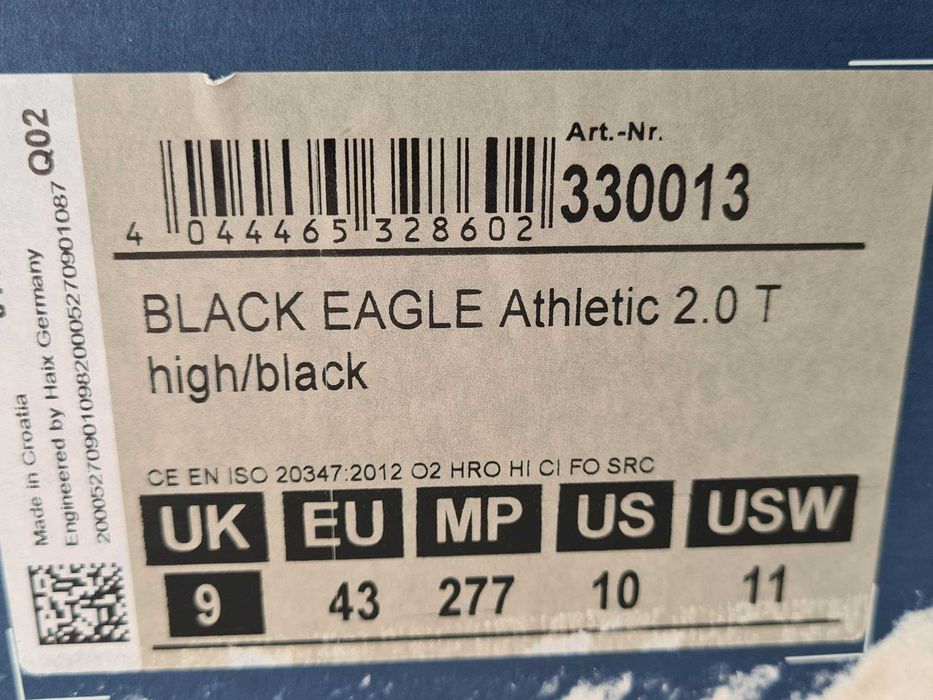 Art.-Nr.
330013
4 044465 328602
BLACK EAGLE Athletic 2.0 T
high/black
CE EN ISO 20347:2012 O2 HRO HI CI FO SRC
UK EU MP US USW
9 43 277 10 11
Made in Croatia
Engineered by Haix Germany
20005270901098200052709010​87 Q02